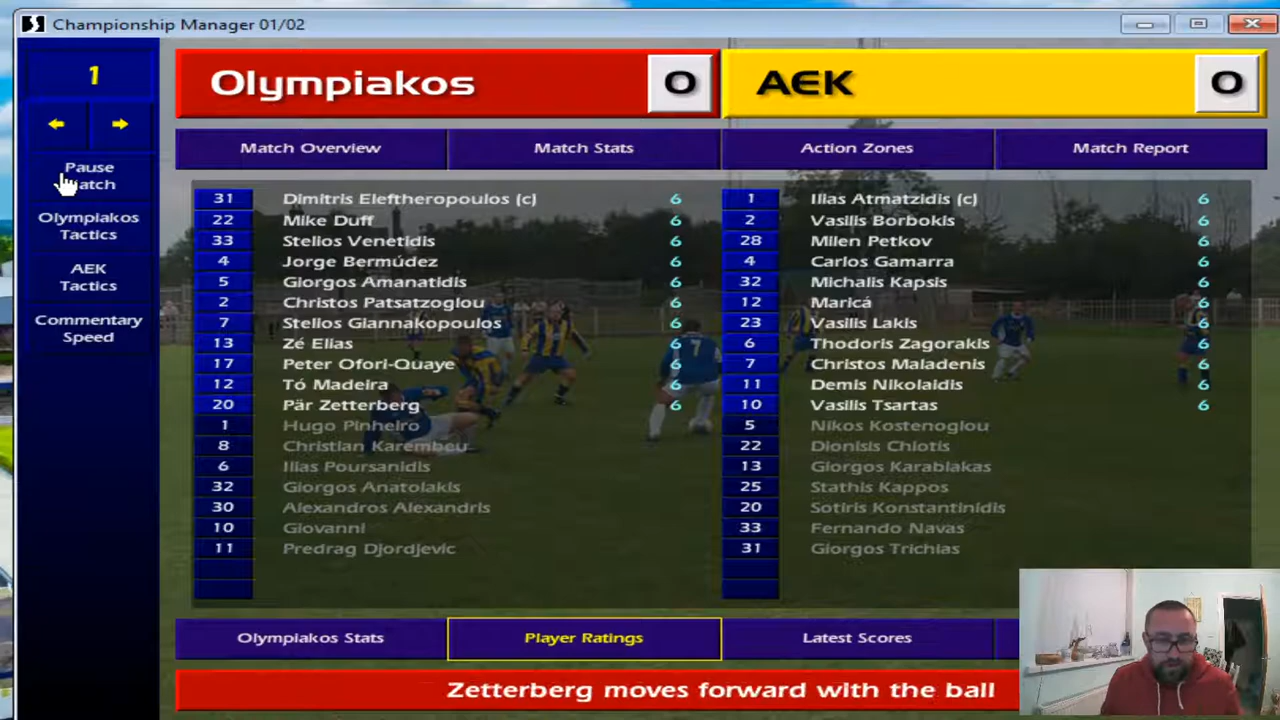 Championship Manager 01/02
1
Olympiakos 0 AEK 0
Match Overview Match Stats Action Zones Match Report
Pause
Match
Olympiakos
Tactics
AEK
Tactics
Commentary
Speed
31 Dimitris Eleftheropoulos (c) 6 1 Ilias Atmatzidis (c) 6
22 Mike Duff 6 2 Vasilis Borbokis 6
33 Stelios Venetidis 6 28 Milen Petkov 6
4 Jorge Bermúdez 6 4 Carlos Gamarra 6
5 Giorgos Amanatidis 6 32 Michalis Kapsis 6
2 Christos Patsatzoglou 6 12 Maricá 6
7 Stelios Giannakopoulos 6 23 Vasilis Lakis 6
13 Zé Elias 6 6 Thodoris Zagorakis 6
17 Peter Ofori-Quaye 6 7 Christos Maladenis 6
12 Tó Madeira 6 11 Demis Nikolaidis 6
20 Pär Zetterberg 6 10 Vasilis Tsartas 6
1 Hugo Pinheiro 5 Nikos Kostenoglou
8 Christian Karembeu 22 Dionisis Chiotis
6 Ilias Poursanidis 13 Giorgos Karabiakas
32 Giorgos Anatolakis 25 Stathis Kappos
30 Alexandros Alexandris 20 Sotiris Konstantinidis
10 Giovanni 33 Fernando Navas
11 Predrag Djordjevic 31 Giorgos Trichias
Olympiakos Stats Player Ratings Latest Scores
Zetterberg moves forward with the ball